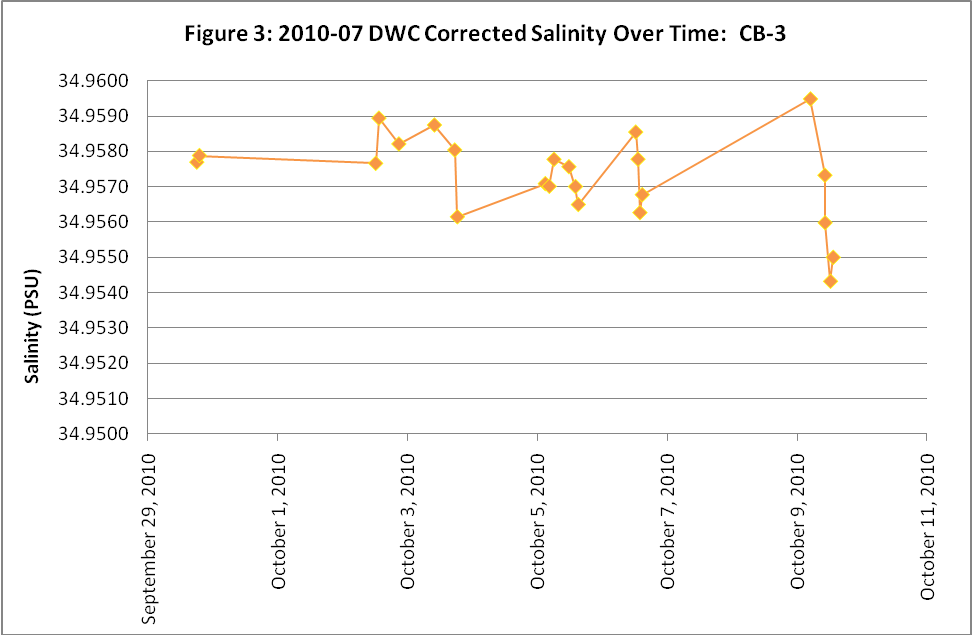 Figure 3: 2010-07 DWC Corrected Salinity Over Time: CB-3
34.9600
34.9590
34.9580
34.9570
34.9560
34.9550
34.9540
34.9530
34.9520
34.9510
34.9500
Salinity (PSU)
September 29, 2010
October 1, 2010
October 3, 2010
October 5, 2010
October 7, 2010
October 9, 2010
October 11, 2010